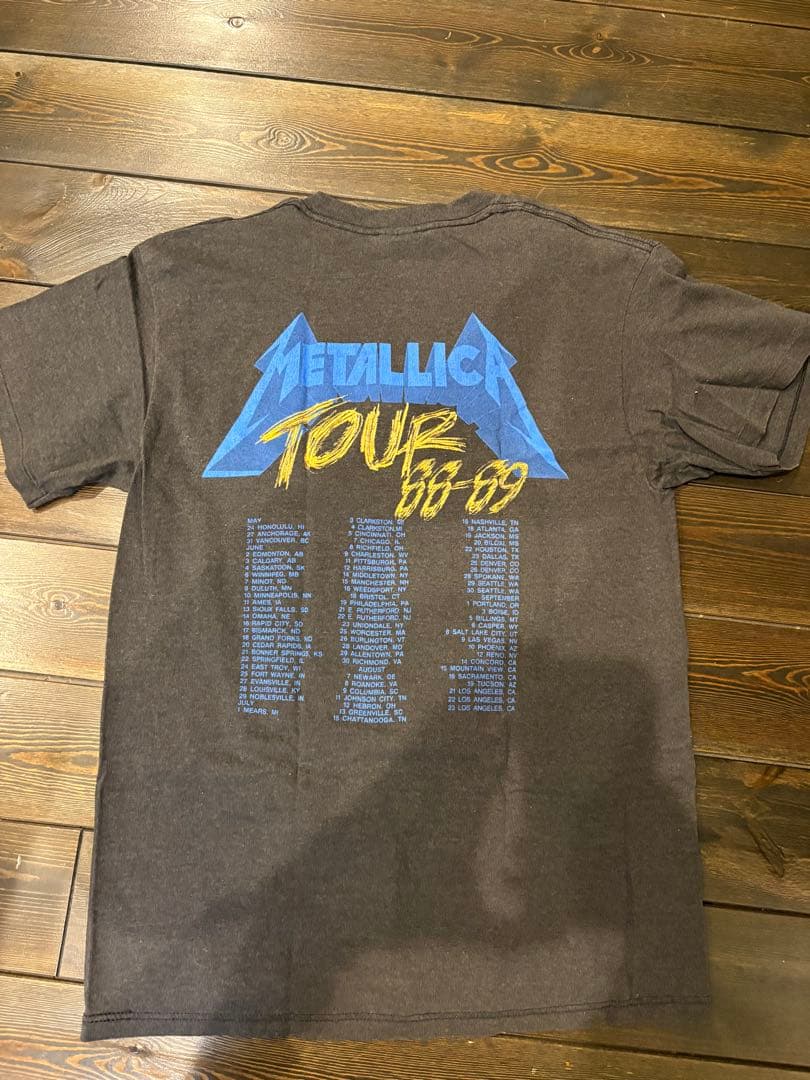 METALLICA
TOUR
88-89
MAY
24 HONOLULU, HI
27 ANCHORAGE, AK
31 VANCOUVER, BC
JUNE
2 EDMONTON, AB
3 CALGARY, AB
4 SASKATOON, SK
6 WINNIPEG, MB
7 MINOT, ND
9 DULUTH, MN
10 MINNEAPOLIS, MN
11 AMES, IA
13 SIOUX FALLS, SD
14 OMAHA, NE
16 RAPID CITY, SD
17 BISMARCK, ND
18 GRAND FORKS, ND
20 CEDAR RAPIDS, IA
21 BONNER SPRINGS, KS
22 SPRINGFIELD, IL
24 EAST TROY, WI
25 FORT WAYNE, IN
27 EVANSVILLE, IN
28 LOUISVILLE, KY
29 NOBLESVILLE, IN
JULY
1 MEARS, MI
3 CLARKSTON, MI
4 CLARKSTON, MI
5 CINCINNATI, OH
7 CHICAGO, IL
8 RICHFIELD, OH
9 CHARLESTON, WV
11 PITTSBURGH, PA
12 HARRISBURG, PA
14 MIDDLETOWN, NY
15 MANCHESTER, NH
16 WEEDSPORT, NY
18 BRISTOL, CT
19 PHILADELPHIA, PA
21 E. RUTHERFORD, NJ
22 E. RUTHERFORD, NJ
23 UNIONDALE, NY
25 WORCESTER, MA
26 BURLINGTON, VT
28 LANDOVER, MD
29 ALLENTOWN, PA
30 RICHMOND, VA
AUGUST
7 NEWARK, DE
8 ROANOKE, VA
9 COLUMBIA, SC
11 JOHNSON CITY, TN
12 HEBRON, OH
13 GREENVILLE, SC
15 CHATTANOOGA, TN
16 NASHVILLE, TN
18 ATLANTA, GA
19 JACKSON, MS
20 BILOXI, MS
22 HOUSTON, TX
23 DALLAS, TX
25 DENVER, CO
26 DENVER, CO
28 SPOKANE, WA
29 SEATTLE, WA
30 SEATTLE, WA
SEPTEMBER
1 PORTLAND, OR
3 BOISE, ID
5 BILLINGS, MT
6 CASPER, WY
8 SALT LAKE CITY, UT
9 LAS VEGAS, NV
10 PHOENIX, AZ
12 RENO, NV
14 CONCORD, CA
15 MOUNTAIN VIEW, CA
16 SACRAMENTO, CA
19 TUCSON AZ
21 LOS ANGELES, CA
22 LOS ANGELES, CA
23 LOS ANGELES, CA